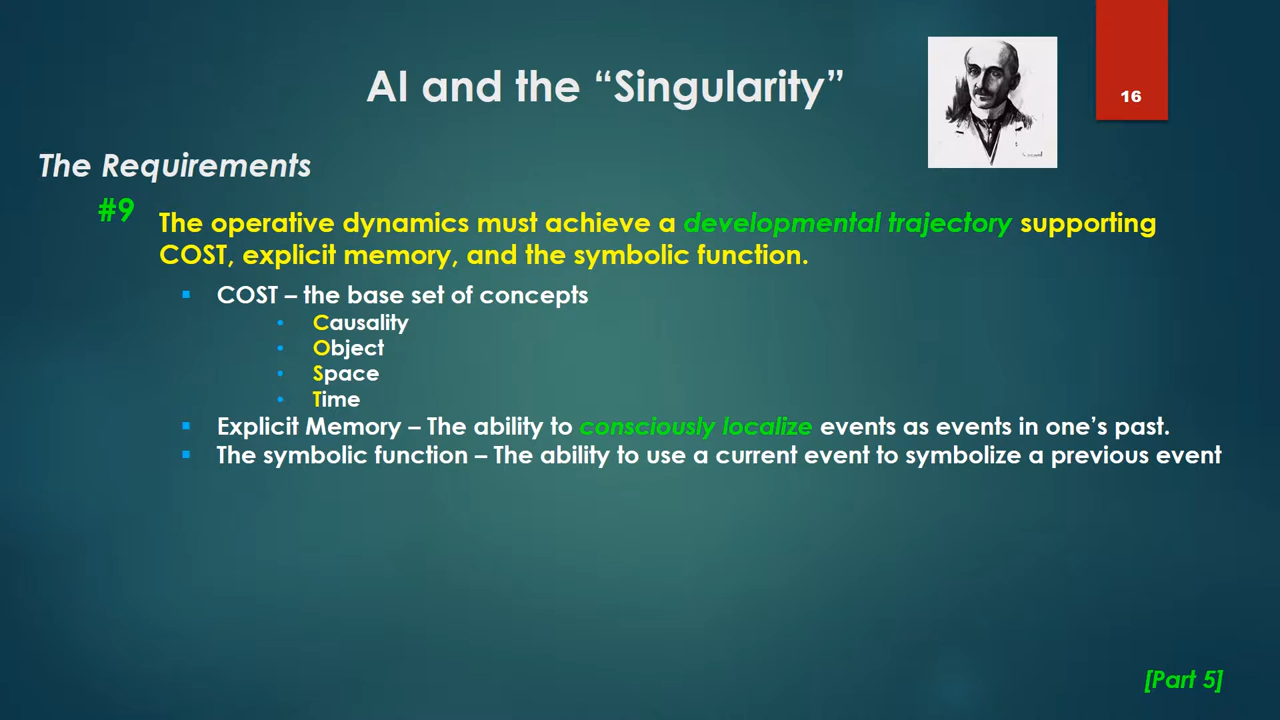 AI and the “Singularity”
16
The Requirements
#9
The operative dynamics must achieve a developmental trajectory supporting
COST, explicit memory, and the symbolic function.
COST – the base set of concepts
Causality
Object
Space
Time
Explicit Memory – The ability to consciously localize events as events in one’s past.
The symbolic function – The ability to use a current event to symbolize a previous event
[Part 5]